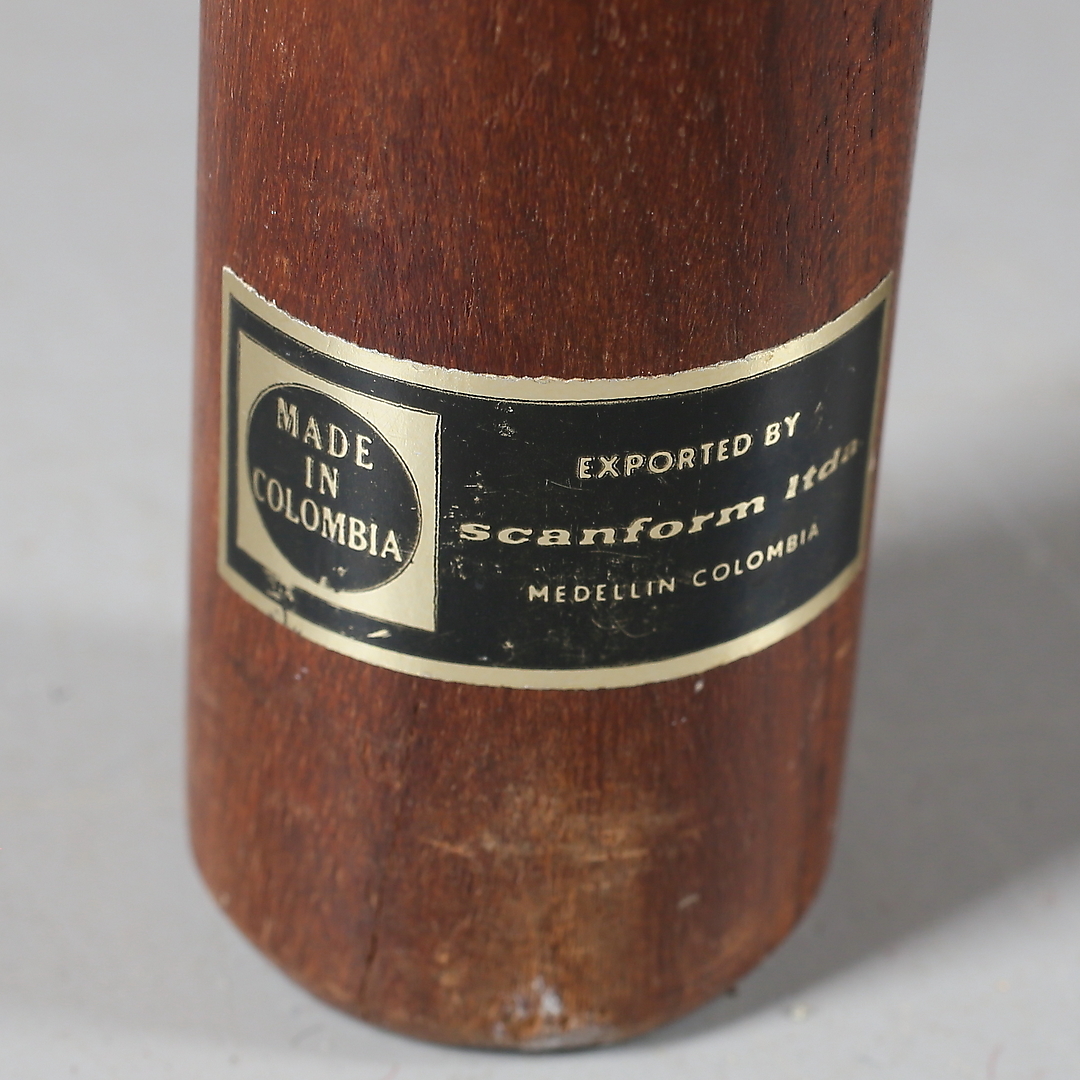 MADE
IN
COLOMBIA
EXPORTED BY
scanform ltda
MEDELLIN COLOMBIA